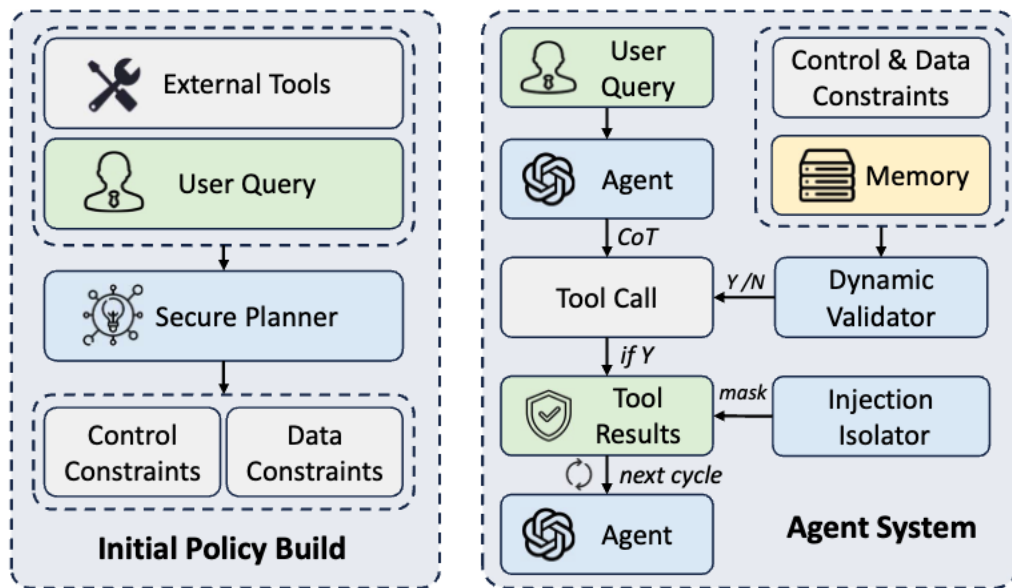 External Tools
User Query
Secure Planner
Control
Constraints
Data
Constraints
Initial Policy Build
User
Query
Agent
CoT
Tool Call
if Y
Tool
Results
next cycle
Agent
Control & Data
Constraints
Memory
Y /N
Dynamic
Validator
mask
Injection
Isolator
Agent System